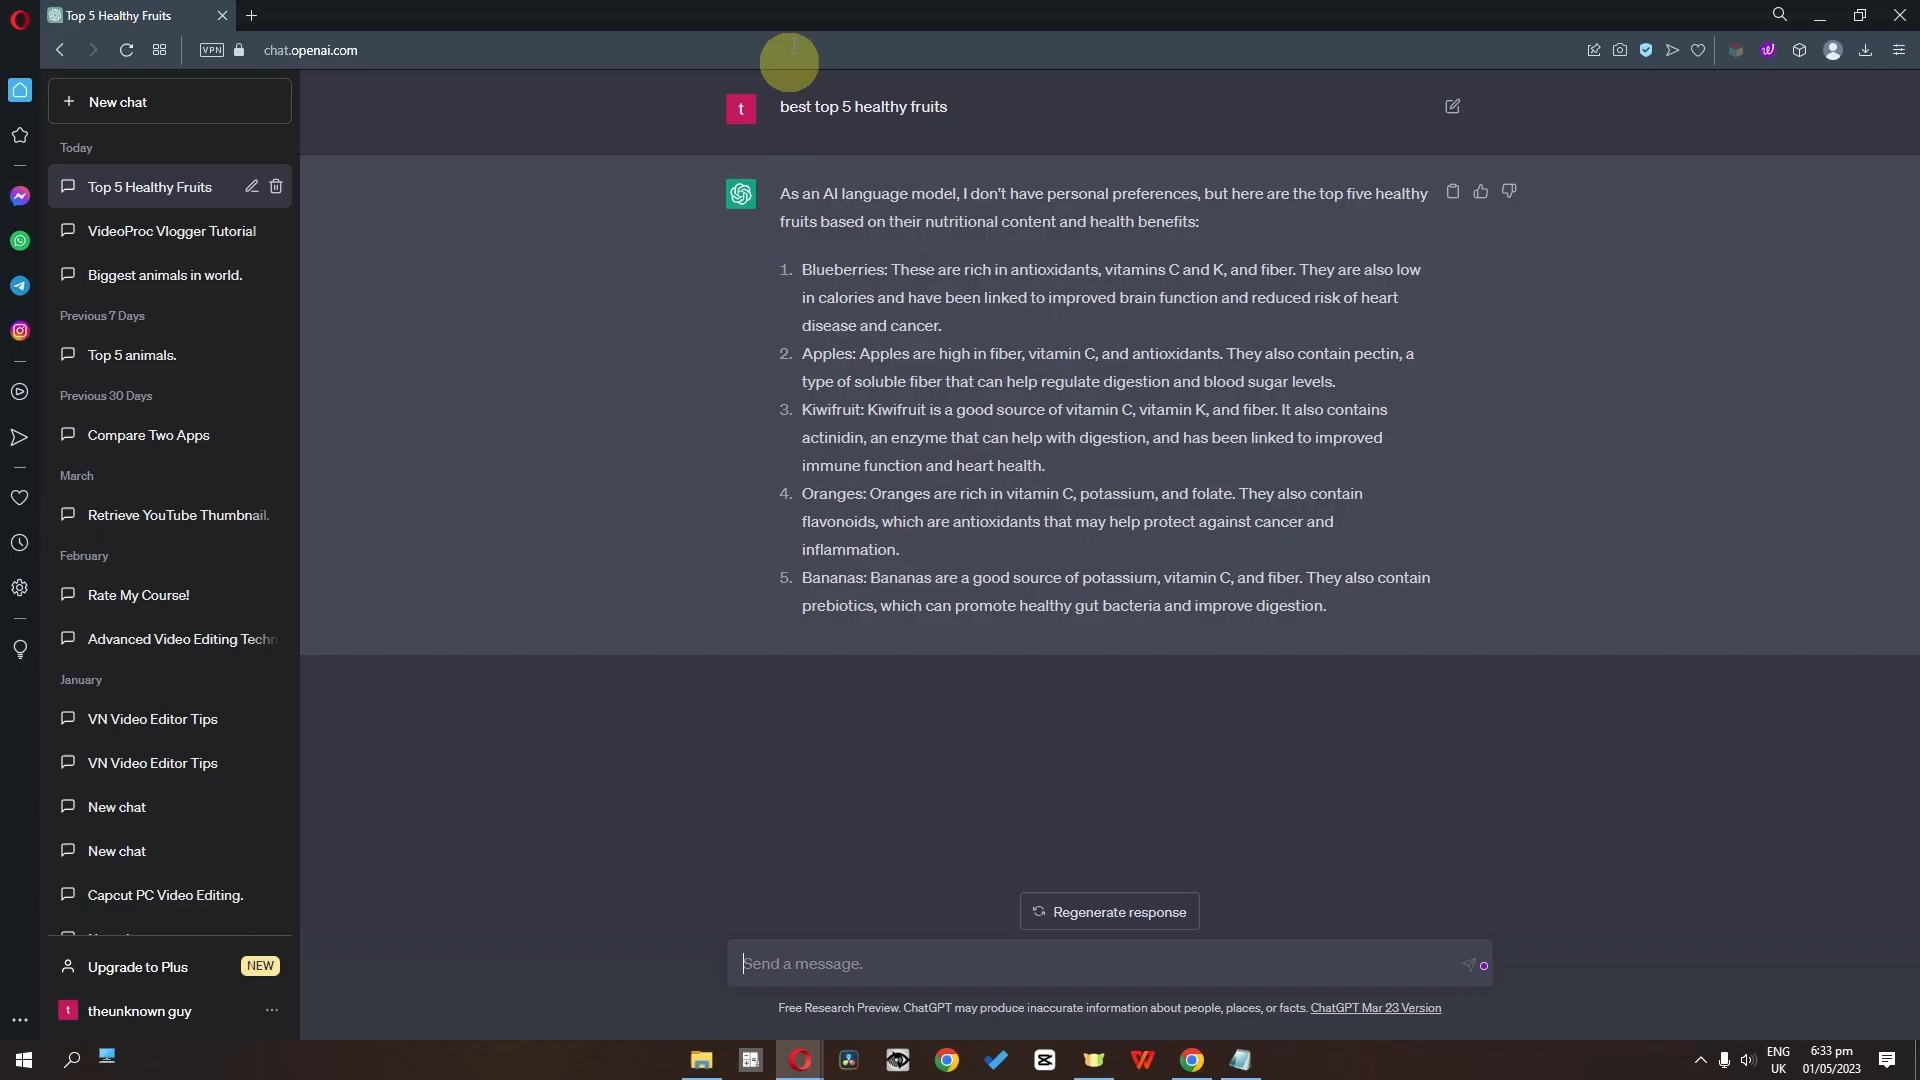 Top 5 Healthy Fruits
VPN
chat.openai.com
New chat
Today
Top 5 Healthy Fruits
VideoProc Vlogger Tutorial
Biggest animals in world.
Previous 7 Days
Top 5 animals.
Previous 30 Days
Compare Two Apps
March
Retrieve YouTube Thumbnail.
February
Rate My Course!
Advanced Video Editing Techn
January
VN Video Editor Tips
VN Video Editor Tips
New chat
New chat
Capcut PC Video Editing.
Upgrade to Plus NEW
t theunknown guy
t best top 5 healthy fruits
As an AI language model, I don't have personal preferences, but here are the top five healthy
fruits based on their nutritional content and health benefits:
1. Blueberries: These are rich in antioxidants, vitamins C and K, and fiber. They are also low
in calories and have been linked to improved brain function and reduced risk of heart
disease and cancer.
2. Apples: Apples are high in fiber, vitamin C, and antioxidants. They also contain pectin, a
type of soluble fiber that can help regulate digestion and blood sugar levels.
3. Kiwifruit: Kiwifruit is a good source of vitamin C, vitamin K, and fiber. It also contains
actinidin, an enzyme that can help with digestion, and has been linked to improved
immune function and heart health.
4. Oranges: Oranges are rich in vitamin C, potassium, and folate. They also contain
flavonoids, which are antioxidants that may help protect against cancer and
inflammation.
5. Bananas: Bananas are a good source of potassium, vitamin C, and fiber. They also contain
prebiotics, which can promote healthy gut bacteria and improve digestion.
Regenerate response
Send a message.
Free Research Preview. ChatGPT may produce inaccurate information about people, places, or facts. ChatGPT Mar 23 Version
ENG
UK
6:33 pm
01/05/2023